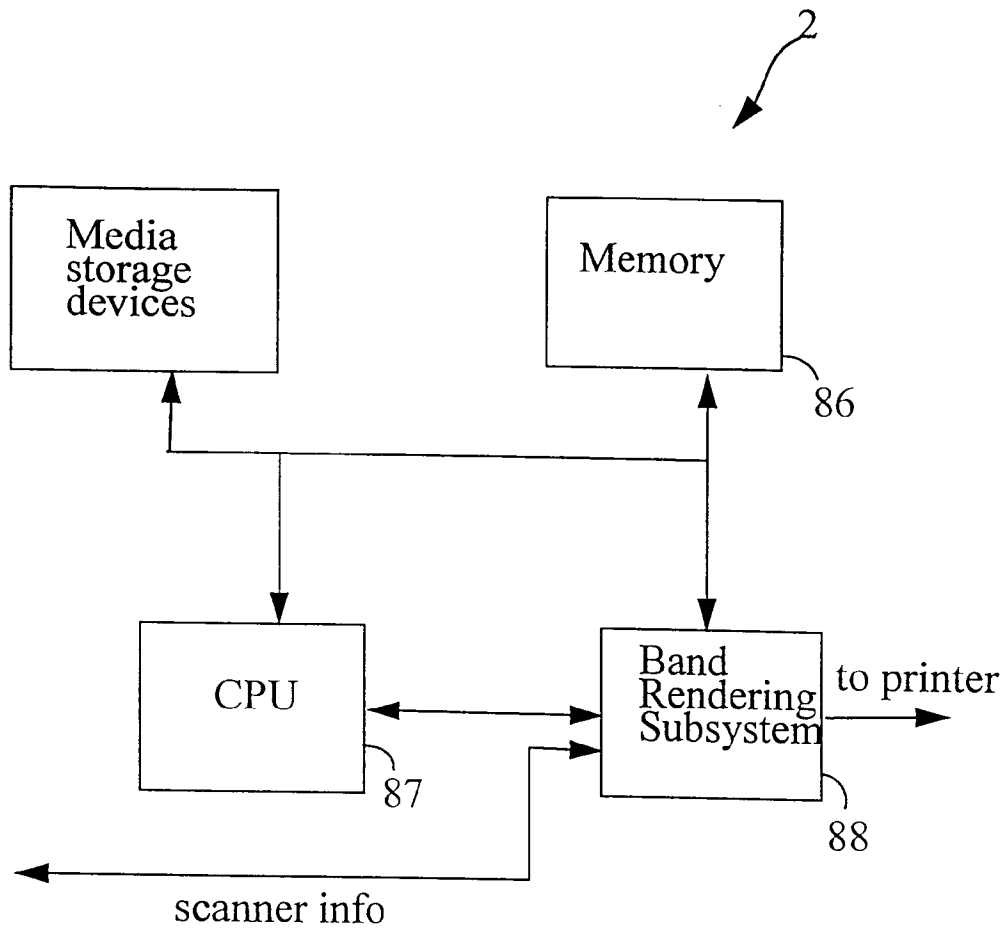 2
Media
storage
devices
Memory
86
CPU
87
Band
Rendering
Subsystem
88
to printer
scanner info